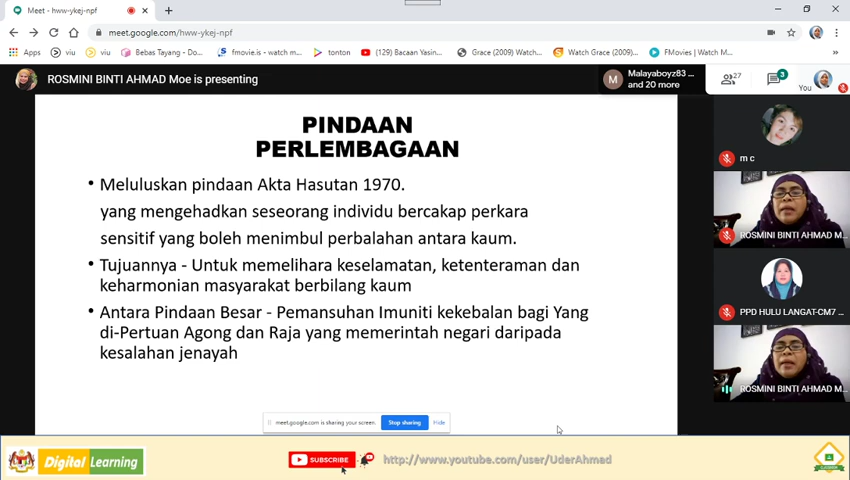 Meet - hww-ykej-npf
meet.google.com/hww-ykej-npf
Apps viu viu Bebas Tayang - Do... fmovie.is - watch m... tonton (129) Bacaan Yasin... Grace (2009) Watch... Watch Grace (2009)... FMovies | Watch M...
ROSMINI BINTI AHMAD Moe is presenting
M Malayaboyz83 ...
and 20 more
27
3
You
PINDAAN
PERLEMBAGAAN
• Meluluskan pindaan Akta Hasutan 1970.
yang mengehadkan seseorang individu bercakap perkara
sensitif yang boleh menimbul perbalahan antara kaum.
• Tujuannya - Untuk memelihara keselamatan, ketenteraman dan
keharmonian masyarakat berbilang kaum
• Antara Pindaan Besar - Pemansuhan Imuniti kekebalan bagi Yang
di-Pertuan Agong dan Raja yang memerintah negari daripada
kesalahan jenayah
m c
ROSMINI BINTI AHMAD M...
PPD HULU LANGAT-CM7 ...
ROSMINI BINTI AHMAD M...
meet.google.com is sharing your screen. Stop sharing Hide
Digital Learning
SUBSCRIBE
http://www.youtube.com/user/UderAhmad